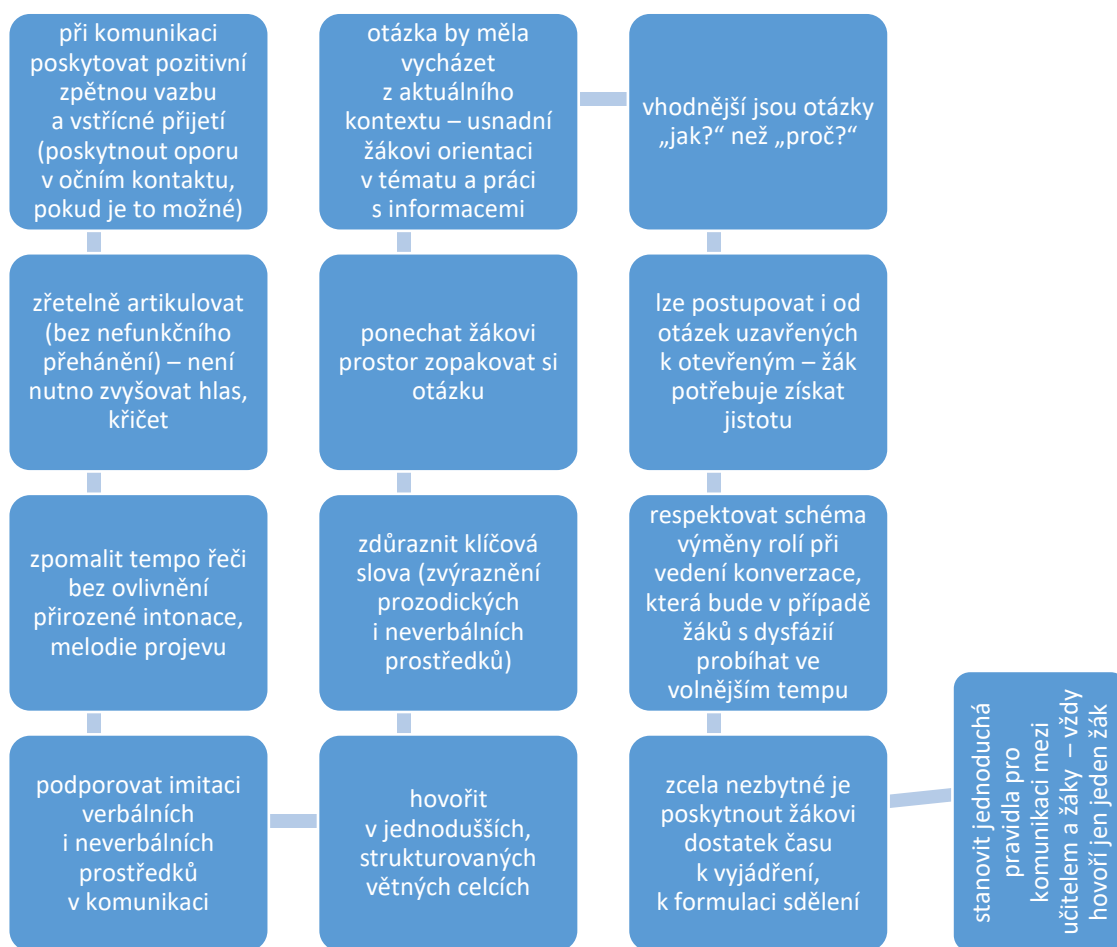 při komunikaci
poskytovat pozitivní
zpětnou vazbu
a vstřícné přijetí
(poskytnout oporu
v očním kontaktu,
pokud je to možné)
zřetelně artikulovat
(bez nefunkčního
přehánění) – není
nutno zvyšovat hlas,
křičet
zpomalit tempo řeči
bez ovlivnění
přirozené intonace,
melodie projevu
podporovat imitaci
verbálních
i neverbálních
prostředků
v komunikaci
hovořit
v jednodušších,
strukturovaných
větných celcích
zdůraznit klíčová
slova (zvýraznění
prozodických
i neverbálních
prostředků)
ponechat žákovi
prostor zopakovat si
otázku
otázka by měla
vycházet
z aktuálního
kontextu – usnadní
žákovi orientaci
v tématu a práci
s informacemi
vhodnější jsou otázky
„jak?“ než „proč?“
lze postupovat i od
otázek uzavřených
k otevřeným – žák
potřebuje získat
jistotu
respektovat schéma
výměny rolí při
vedení konverzace,
která bude v případě
žáků s dysfázií
probíhat ve
volnějším tempu
zcela nezbytné je
poskytnout žákovi
dostatek času
k vyjádření,
k formulaci sdělení
stanovit jednoduchá
pravidla pro
komunikaci mezi
učitelem a žáky – vždy
hovoří jen jeden žák